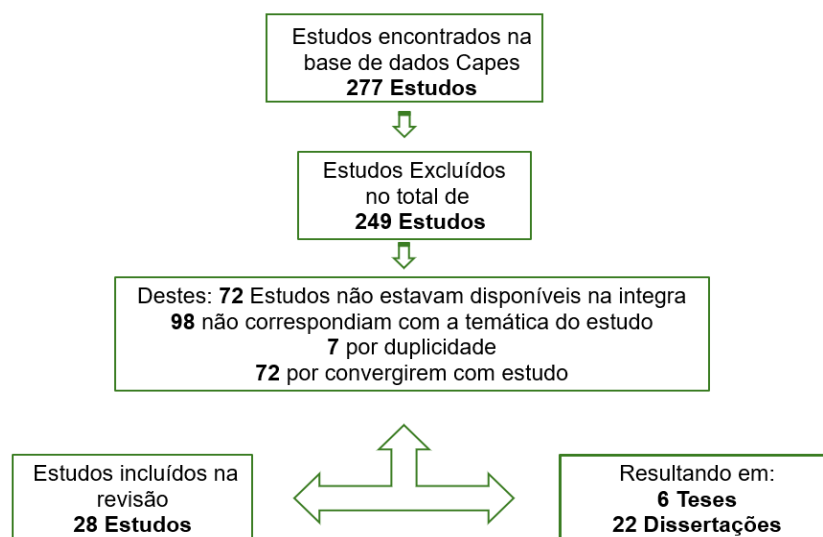 Estudos encontrados na
base de dados Capes
277 Estudos
Estudos Excluídos
no total de
249 Estudos
Destes: 72 Estudos não estavam disponíveis na integra
98 não correspondiam com a temática do estudo
7 por duplicidade
72 por convergirem com estudo
Estudos incluídos na
revisão
28 Estudos
Resultando em:
6 Teses
22 Dissertações